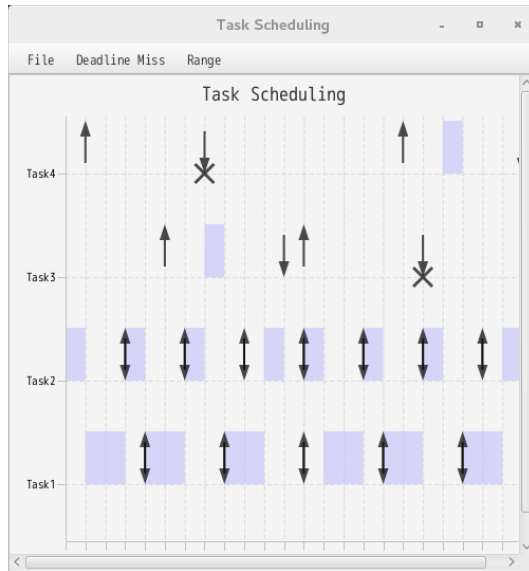 Task Scheduling
File Deadline Miss Range
Task Scheduling
Task4
Task3
Task2
Task1